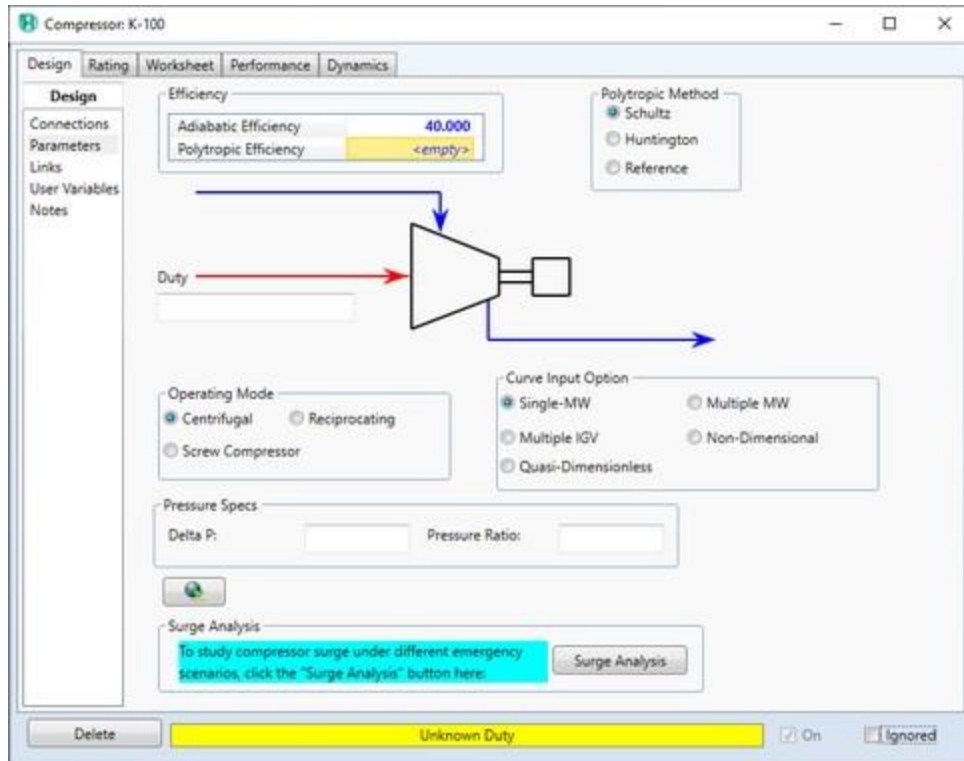 Compressor: K-100
Design Rating Worksheet Performance Dynamics
Design
Connections
Parameters
Links
User Variables
Notes
Efficiency
Adiabatic Efficiency 40.000
Polytropic Efficiency <empty>
Polytropic Method
Schultz
Huntington
Reference
Duty
Operating Mode
Centrifugal Reciprocating
Screw Compressor
Curve Input Option
Single-MW Multiple MW
Multiple IGV Non-Dimensional
Quasi-Dimensionless
Pressure Specs
Delta P: Pressure Ratio:
Surge Analysis
To study compressor surge under different emergency
scenarios, click the "Surge Analysis" button here:
Surge Analysis
Delete Unknown Duty On Ignored